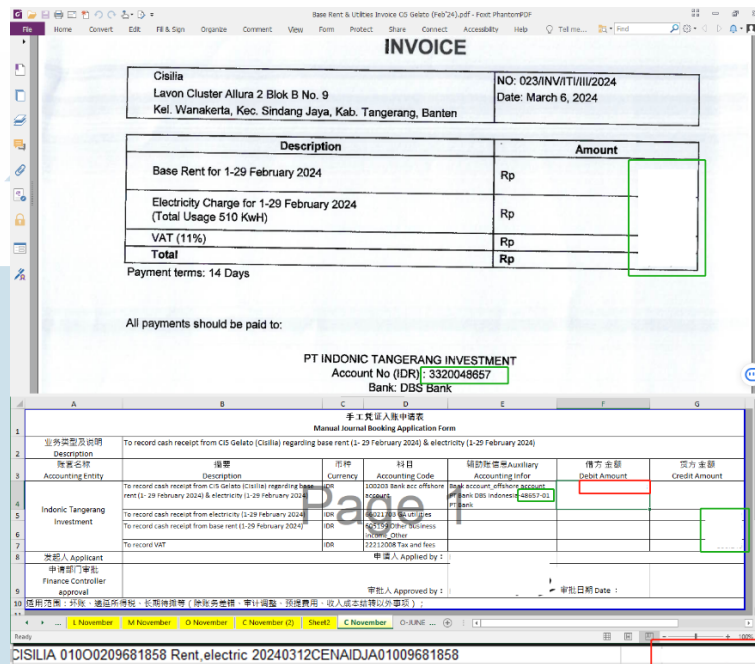 Base Rent & Utlities Invoice CI5 Gelato (Feb'24).pdf - Foxit PhantomPDF
File Home Convert Edit Fill & Sign Organize Comment View Form Protect Share Connect Accessibility Help Tell me... Find
INVOICE
Cisilia
Lavon Cluster Allura 2 Blok B No. 9
Kel. Wanakerta, Kec. Sindang Jaya, Kab. Tangerang, Banten
NO: 023/INV/ITI/III/2024
Date: March 6, 2024
Description Amount
Base Rent for 1-29 February 2024 Rp
Electricity Charge for 1-29 February 2024
(Total Usage 510 KwH) Rp
VAT (11%) Rp
Total Rp
Payment terms: 14 Days
All payments should be paid to:
PT INDONIC TANGERANG INVESTMENT
Account No (IDR) : 3320048657
Bank: DBS Bank
A B C D E F G
1 手工凭证入账申请表
Manual Journal Booking Application Form
2 业务类型及说明
Description
To record cash receipt from CI5 Gelato (Cisilia) regarding base rent (1- 29 February 2024) & electricity (1-29 February 2024)
3 账套名称
Accounting Entity
摘要
Description
币种
Currency
科目
Accounting Code
辅助账信息Auxiliary
Accounting Infor
借方金额
Debit Amount
贷方金额
Credit Amount
4 To record cash receipt from CI5 Gelato (Cisilia) regarding base
rent (1- 29 February 2024) & electricity (1-29 February 2024)
IDR
100203 Bank acc offshore
account
Bank account_offshore account
Bank DBS Indonesia-48657-01
PT Bank
Indonic Tangerang
Investment
5 To record cash receipt from electricity (1-29 February 2024) IDR 66021703 GA utilities
6 To record cash receipt from base rent (1-29 February 2024) IDR 605199 Other business
income_Other
7 To record VAT IDR 22212008 Tax and fees
Page 1
8 发起人 Applicant 申请人 Applied by :
9 申请部门审批
Finance Controller
approval
审批人 Approved by : 审批日期 Date :
10 适用范围：坏账、递延所得税、长期待摊等（除账务差错、审计调整、预提费用、收入成本结转以外事项）;
... L November M November O November C November (2) Sheet2 C November O-JUNE ...
Ready 100%
CISILIA 010O0209681858 Rent,electric 20240312CENAIDJA01009681858